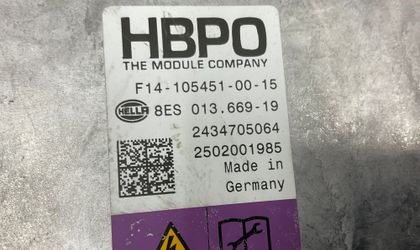 HBPO
THE MODULE COMPANY
F14-105451-00-15
HELLA 8ES 013.669-19
2434705064
2502001985
Made in
Germany